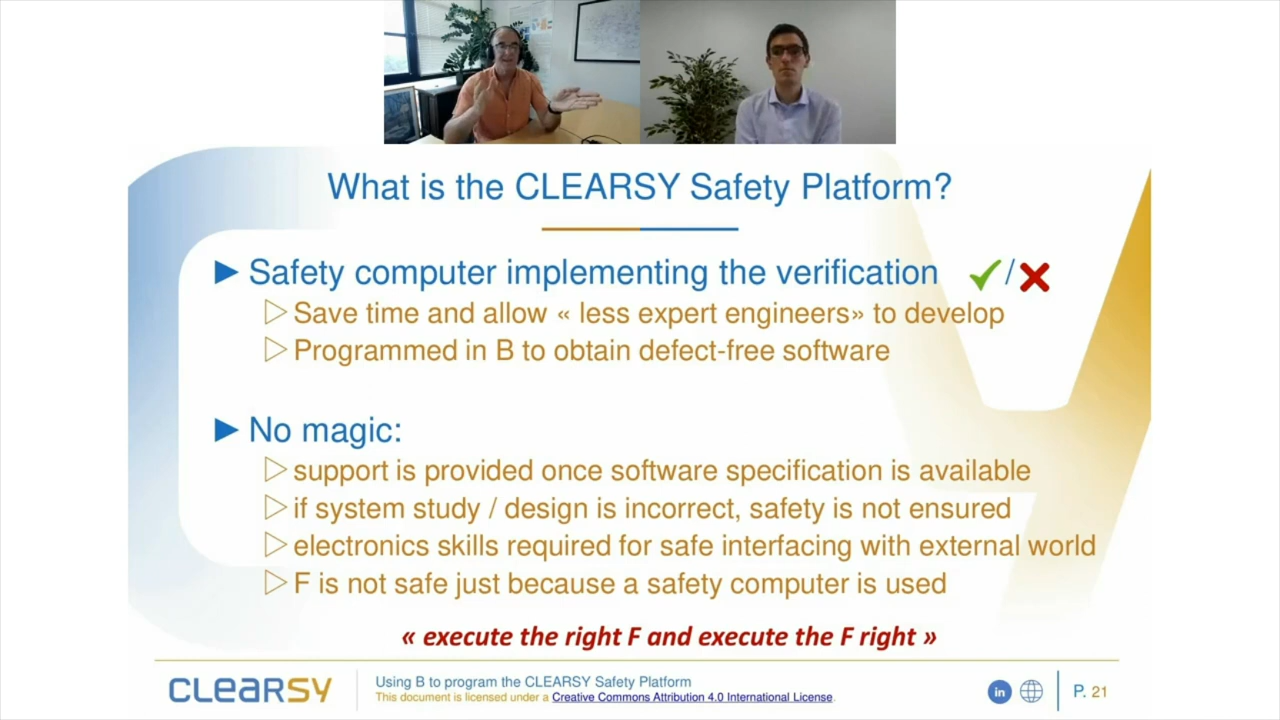 What is the CLEARSY Safety Platform?
► Safety computer implementing the verification ✓/✗
▷ Save time and allow « less expert engineers» to develop
▷ Programmed in B to obtain defect-free software
► No magic:
▷ support is provided once software specification is available
▷ if system study / design is incorrect, safety is not ensured
▷ electronics skills required for safe interfacing with external world
▷ F is not safe just because a safety computer is used
« execute the right F and execute the F right »
CLEARSY
Using B to program the CLEARSY Safety Platform
This document is licensed under a Creative Commons Attribution 4.0 International License.
in
P. 21